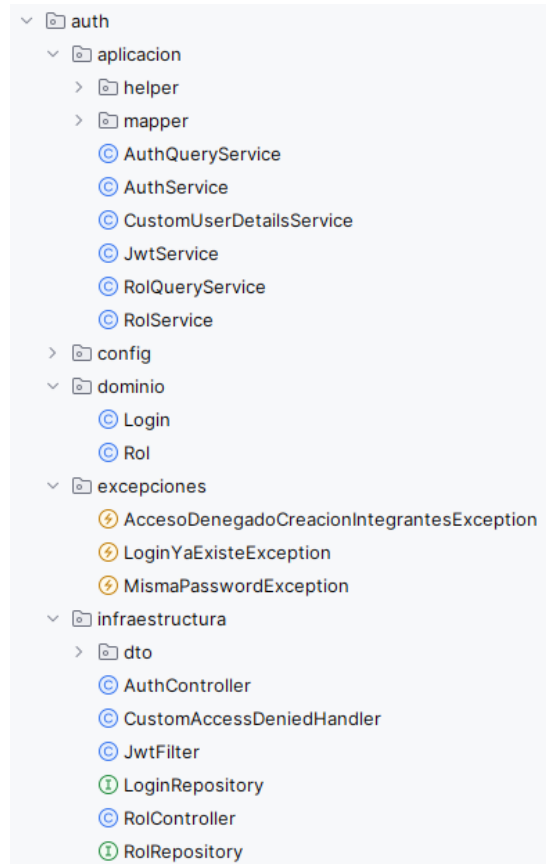 auth
aplicacion
helper
mapper
AuthQueryService
AuthService
CustomUserDetailsService
JwtService
RolQueryService
RolService
config
dominio
Login
Rol
excepciones
AccesoDenegadoCreacionIntegrantesException
LoginYaExisteException
MismaPasswordException
infraestructura
dto
AuthController
CustomAccessDeniedHandler
JwtFilter
LoginRepository
RolController
RolRepository